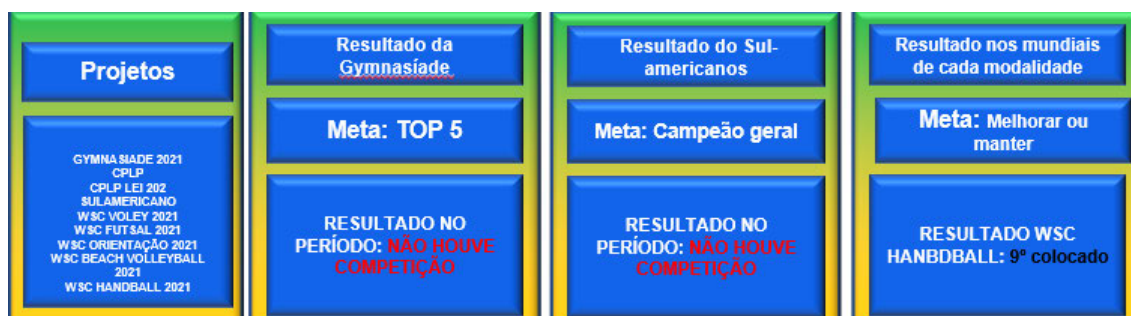 Projetos
GYMNASIADE 2021
CPLP
CPLP LEI 202
SULAMERICANO
WSC VOLEY 2021
WSC FUTSAL 2021
WSC ORIENTAÇÃO 2021
WSC BEACH VOLLEYBALL
2021
WSC HANDBALL 2021
Resultado da
Gymnasíade
Meta: TOP 5
RESULTADO NO
PERÍODO: NÃO HOUVE
COMPETIÇÃO
Resultado do Sul-
americanos
Meta: Campeão geral
RESULTADO NO
PERÍODO: NÃO HOUVE
COMPETIÇÃO
Resultado nos mundiais
de cada modalidade
Meta: Melhorar ou
manter
RESULTADO WSC
HANBDBALL: 9º colocado